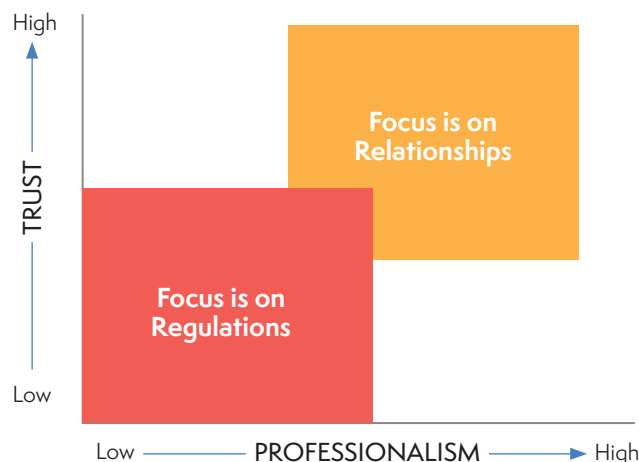 High
Focus is on
Relationships
TRUST
Focus is on
Regulations
Low
Low PROFESSIONALISM High